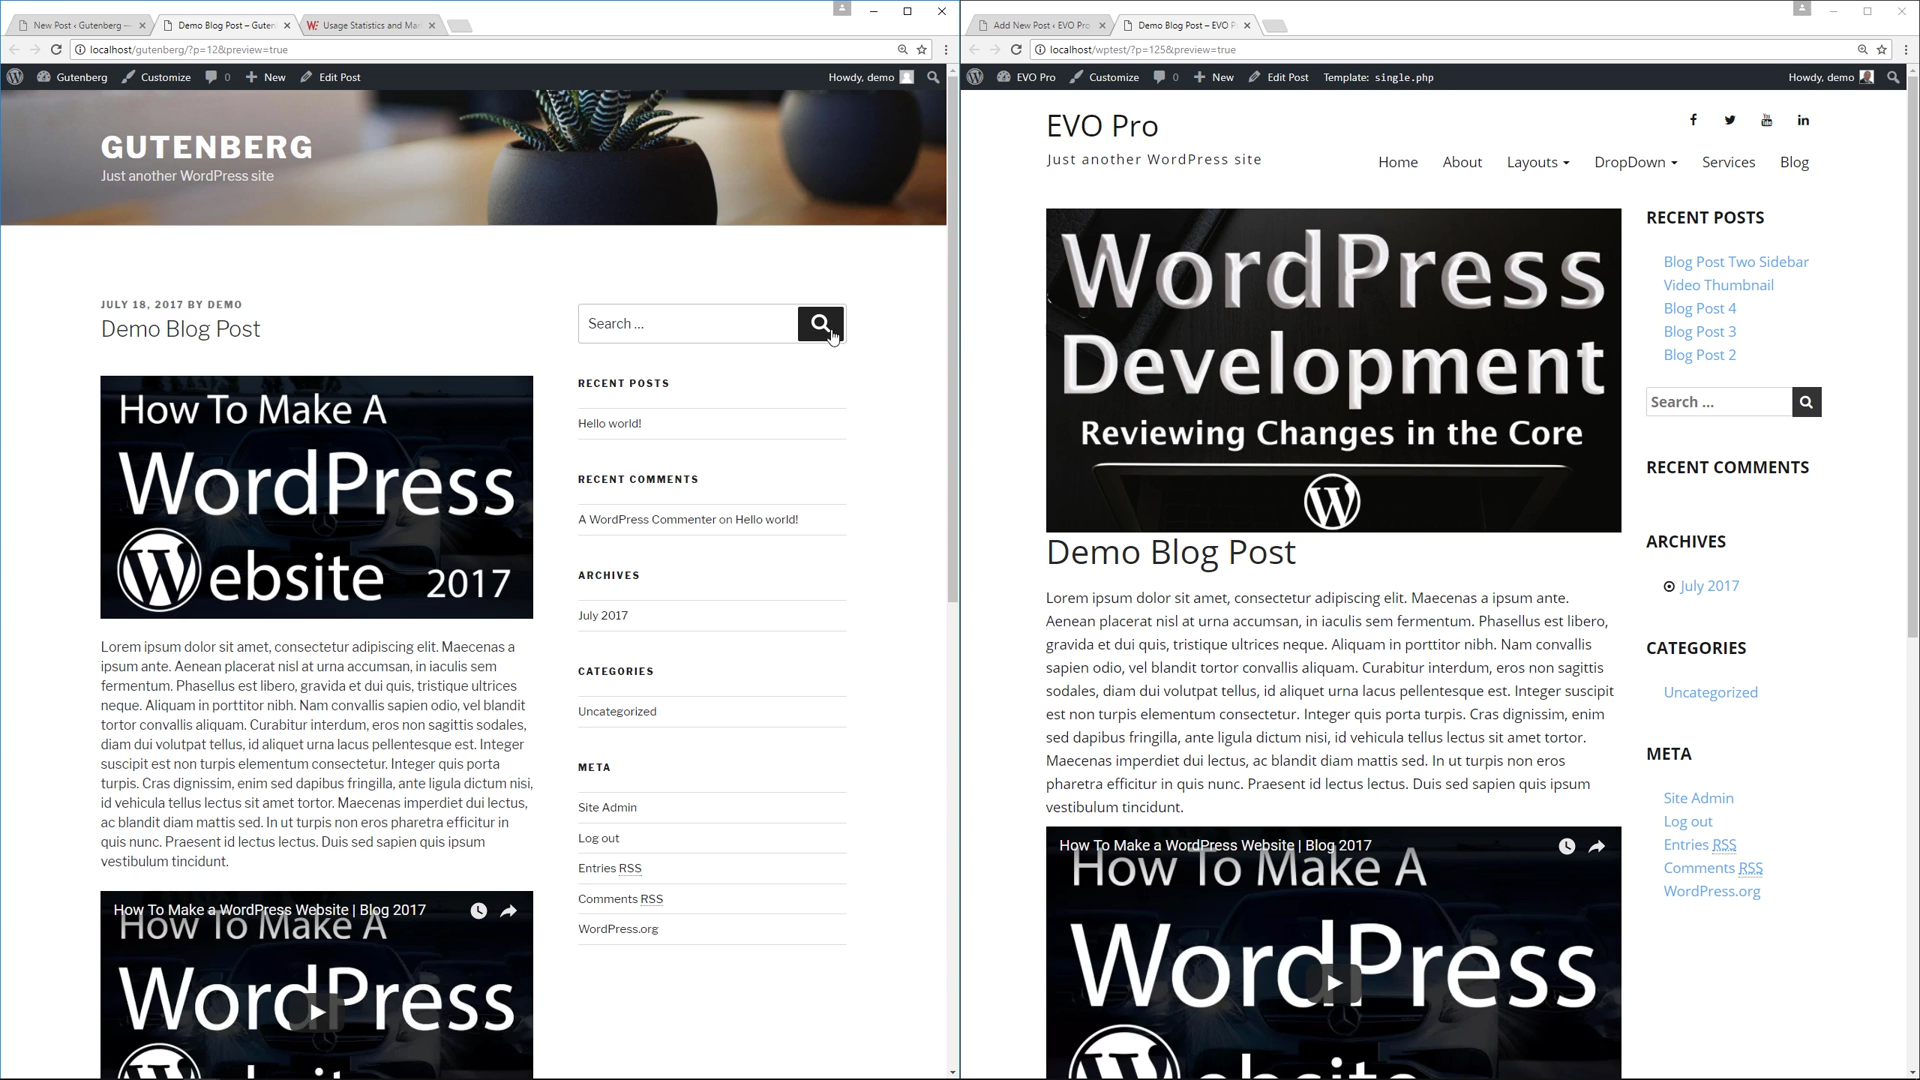 New Post ‹ Gutenberg —
Demo Blog Post – Guten
Usage Statistics and Mar
localhost/gutenberg/?p=12&preview=true
Gutenberg
Customize
0
New
Edit Post
Howdy, demo
GUTENBERG
Just another WordPress site
JULY 18, 2017 BY DEMO
Demo Blog Post
How To Make A
WordPress
Website 2017
Lorem ipsum dolor sit amet, consectetur adipiscing elit. Maecenas a
ipsum ante. Aenean placerat nisl at urna accumsan, in iaculis sem
fermentum. Phasellus est libero, gravida et dui quis, tristique ultrices
neque. Aliquam in porttitor nibh. Nam convallis sapien odio, vel blandit
tortor convallis aliquam. Curabitur interdum, eros non sagittis sodales,
diam dui volutpat tellus, id aliquet urna lacus pellentesque est. Integer
suscipit est non turpis elementum consectetur. Integer quis porta
turpis. Cras dignissim, enim sed dapibus fringilla, ante ligula dictum nisi,
id vehicula tellus lectus sit amet tortor. Maecenas imperdiet dui lectus,
ac blandit diam mattis sed. In ut turpis non eros pharetra efficitur in
quis nunc. Praesent id lectus lectus. Duis sed sapien quis ipsum
vestibulum tincidunt.
How To Make a WordPress Website | Blog 2017
How To Make A
WordPress
Search ...
RECENT POSTS
Hello world!
RECENT COMMENTS
A WordPress Commenter on Hello world!
ARCHIVES
July 2017
CATEGORIES
Uncategorized
META
Site Admin
Log out
Entries RSS
Comments RSS
WordPress.org
Add New Post ‹ EVO Pro
Demo Blog Post – EVO P
localhost/wptest/?p=125&preview=true
EVO Pro
Customize
0
New
Edit Post
Template: single.php
Howdy, demo
EVO Pro
Just another WordPress site
Home
About
Layouts
DropDown
Services
Blog
WordPress
Development
Reviewing Changes in the Core
Demo Blog Post
Lorem ipsum dolor sit amet, consectetur adipiscing elit. Maecenas a ipsum ante.
Aenean placerat nisl at urna accumsan, in iaculis sem fermentum. Phasellus est libero,
gravida et dui quis, tristique ultrices neque. Aliquam in porttitor nibh. Nam convallis
sapien odio, vel blandit tortor convallis aliquam. Curabitur interdum, eros non sagittis
sodales, diam dui volutpat tellus, id aliquet urna lacus pellentesque est. Integer suscipit
est non turpis elementum consectetur. Integer quis porta turpis. Cras dignissim, enim
sed dapibus fringilla, ante ligula dictum nisi, id vehicula tellus lectus sit amet tortor.
Maecenas imperdiet dui lectus, ac blandit diam mattis sed. In ut turpis non eros
pharetra efficitur in quis nunc. Praesent id lectus lectus. Duis sed sapien quis ipsum
vestibulum tincidunt.
How To Make a WordPress Website | Blog 2017
How To Make A
WordPress
RECENT POSTS
Blog Post Two Sidebar
Video Thumbnail
Blog Post 4
Blog Post 3
Blog Post 2
Search ...
RECENT COMMENTS
ARCHIVES
July 2017
CATEGORIES
Uncategorized
META
Site Admin
Log out
Entries RSS
Comments RSS
WordPress.org